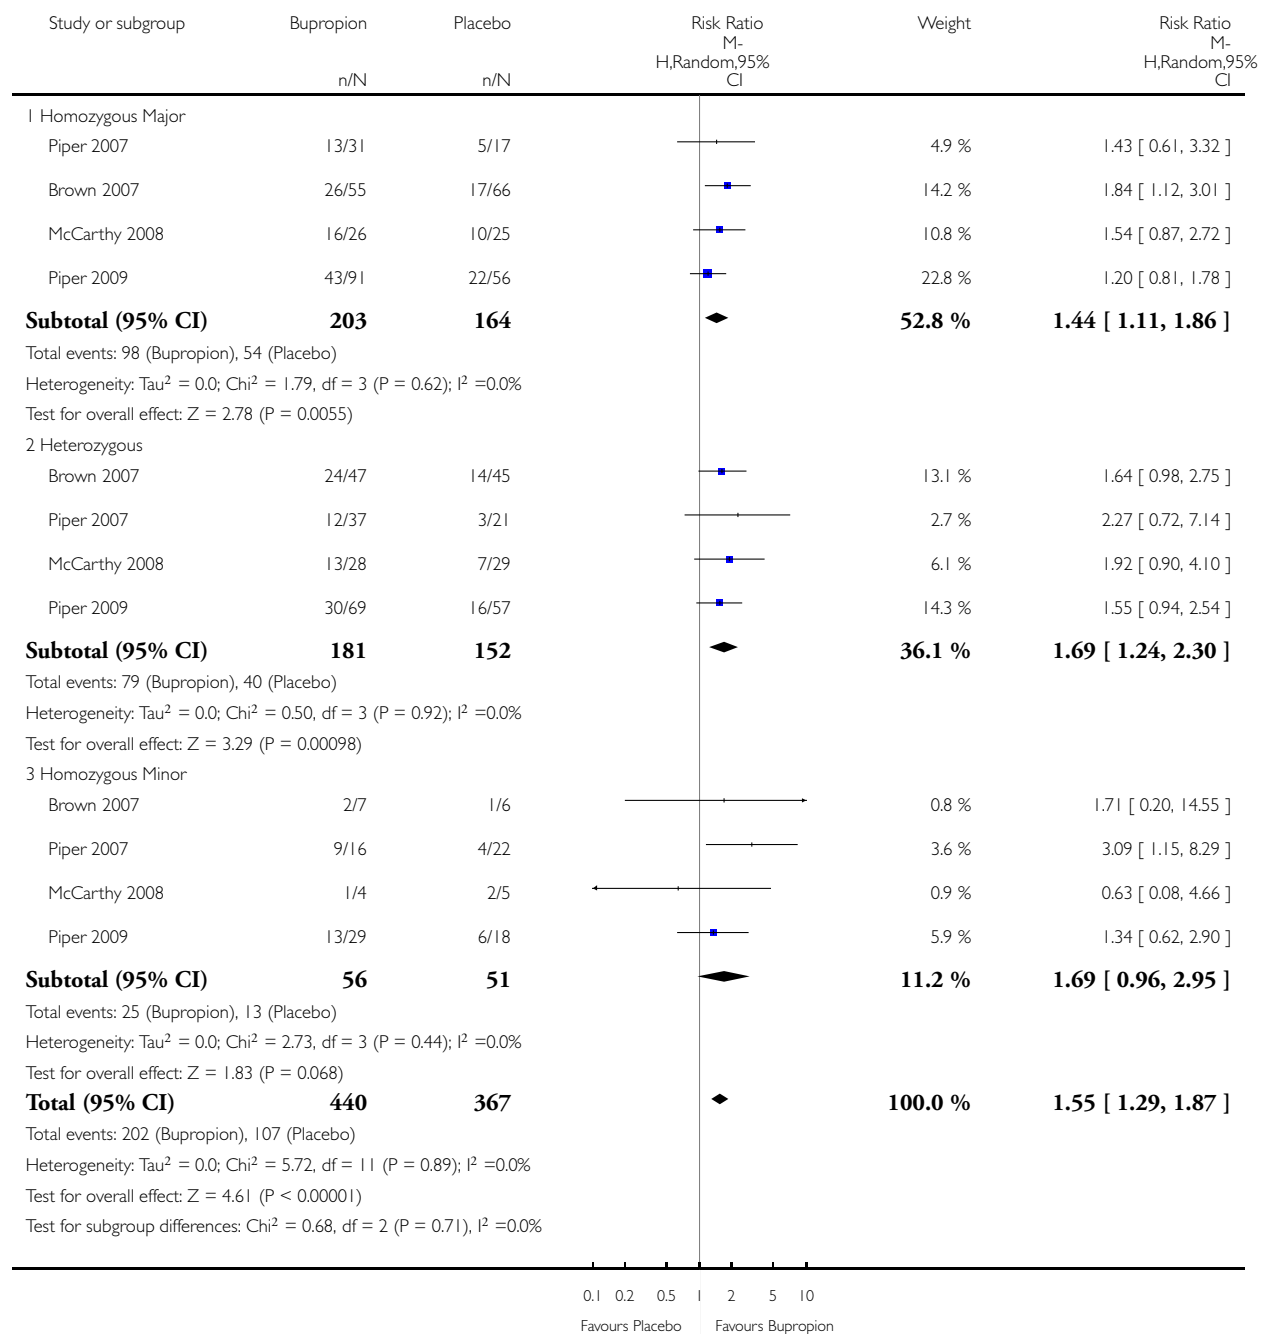 Study or subgroup Bupropion Placebo Risk Ratio Weight Risk Ratio
M- M-
H,Random,95% H,Random,95%
n/N n/N CI CI
1 Homozygous Major
Piper 2007 13/31 5/17 4.9 % 1.43 [ 0.61, 3.32 ]
Brown 2007 26/55 17/66 14.2 % 1.84 [ 1.12, 3.01 ]
McCarthy 2008 16/26 10/25 10.8 % 1.54 [ 0.87, 2.72 ]
Piper 2009 43/91 22/56 22.8 % 1.20 [ 0.81, 1.78 ]
Subtotal (95% CI) 203 164 52.8 % 1.44 [ 1.11, 1.86 ]
Total events: 98 (Bupropion), 54 (Placebo)
Heterogeneity: Tau² = 0.0; Chi² = 1.79, df = 3 (P = 0.62); I² =0.0%
Test for overall effect: Z = 2.78 (P = 0.0055)
2 Heterozygous
Brown 2007 24/47 14/45 13.1 % 1.64 [ 0.98, 2.75 ]
Piper 2007 12/37 3/21 2.7 % 2.27 [ 0.72, 7.14 ]
McCarthy 2008 13/28 7/29 6.1 % 1.92 [ 0.90, 4.10 ]
Piper 2009 30/69 16/57 14.3 % 1.55 [ 0.94, 2.54 ]
Subtotal (95% CI) 181 152 36.1 % 1.69 [ 1.24, 2.30 ]
Total events: 79 (Bupropion), 40 (Placebo)
Heterogeneity: Tau² = 0.0; Chi² = 0.50, df = 3 (P = 0.92); I² =0.0%
Test for overall effect: Z = 3.29 (P = 0.00098)
3 Homozygous Minor
Brown 2007 2/7 1/6 0.8 % 1.71 [ 0.20, 14.55 ]
Piper 2007 9/16 4/22 3.6 % 3.09 [ 1.15, 8.29 ]
McCarthy 2008 1/4 2/5 0.9 % 0.63 [ 0.08, 4.66 ]
Piper 2009 13/29 6/18 5.9 % 1.34 [ 0.62, 2.90 ]
Subtotal (95% CI) 56 51 11.2 % 1.69 [ 0.96, 2.95 ]
Total events: 25 (Bupropion), 13 (Placebo)
Heterogeneity: Tau² = 0.0; Chi² = 2.73, df = 3 (P = 0.44); I² =0.0%
Test for overall effect: Z = 1.83 (P = 0.068)
Total (95% CI) 440 367 100.0 % 1.55 [ 1.29, 1.87 ]
Total events: 202 (Bupropion), 107 (Placebo)
Heterogeneity: Tau² = 0.0; Chi² = 5.72, df = 11 (P = 0.89); I² =0.0%
Test for overall effect: Z = 4.61 (P < 0.00001)
Test for subgroup differences: Chi² = 0.68, df = 2 (P = 0.71), I² =0.0%
0.1 0.2 0.5 1 2 5 10
Favours Placebo Favours Bupropion